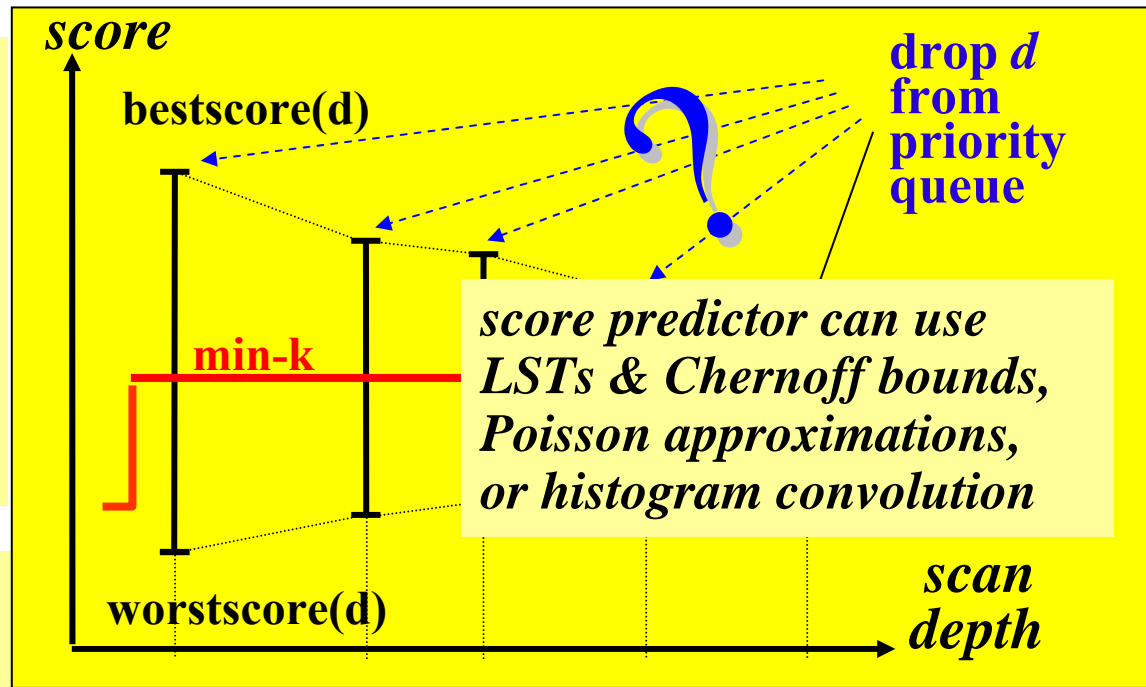 score
bestscore(d)
drop d
from
priority
queue
?
min-k
score predictor can use
LSTs & Chernoff bounds,
Poisson approximations,
or histogram convolution
worstscore(d)
scan
depth